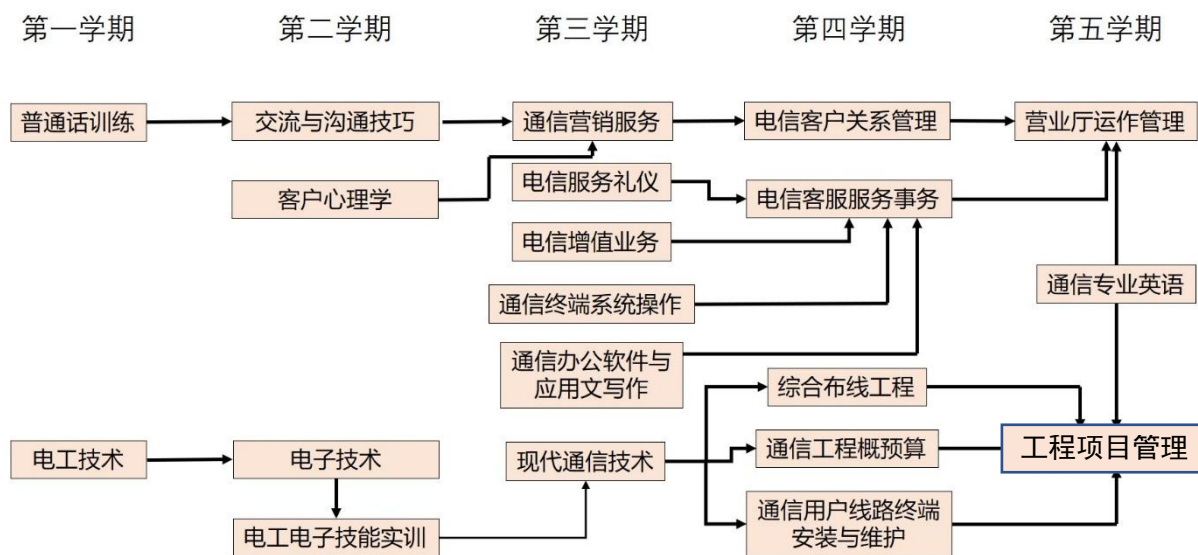 第一学期
第二学期
第三学期
第四学期
第五学期
普通话训练
交流与沟通技巧
通信营销服务
电信客户关系管理
营业厅运作管理
客户心理学
电信服务礼仪
电信客服服务事务
电信增值业务
通信专业英语
通信终端系统操作
通信办公软件与
应用文写作
综合布线工程
电工技术
电子技术
现代通信技术
通信工程概预算
工程项目管理
电工电子技能实训
通信用户线路终端
安装与维护